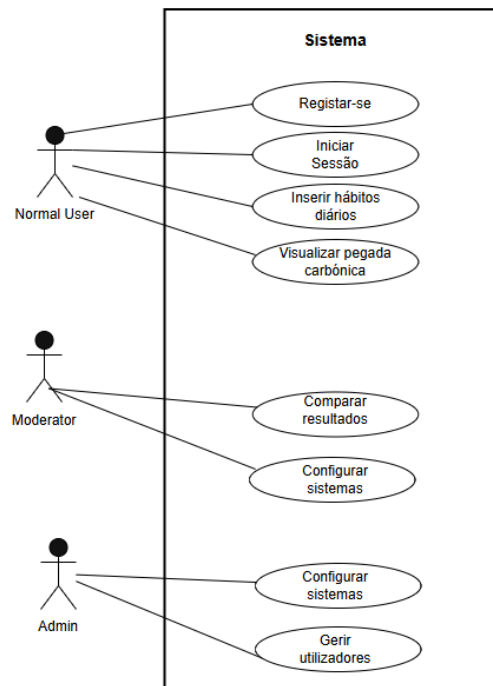 Sistema
Registar-se
Iniciar
Sessão
Normal User
Inserir hábitos
diários
Visualizar pegada
carbónica
Moderator
Comparar
resultados
Configurar
sistemas
Admin
Configurar
sistemas
Gerir
utilizadores